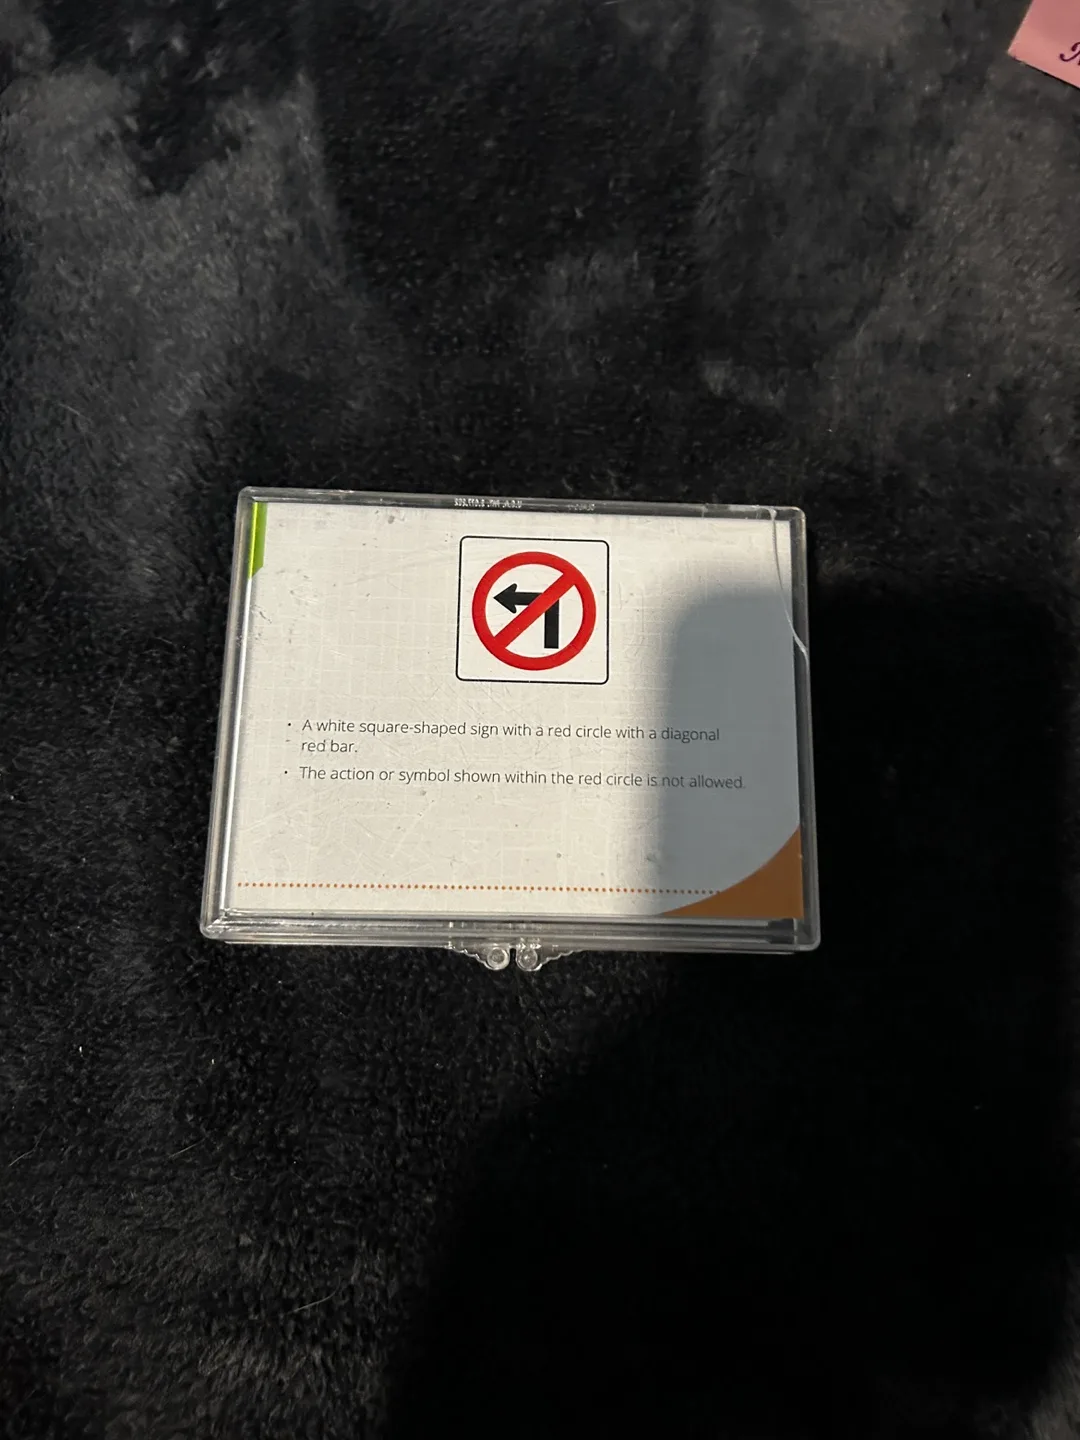 • A white square-shaped sign with a red circle with a diagonal
red bar.
• The action or symbol shown within the red circle is not allowed.